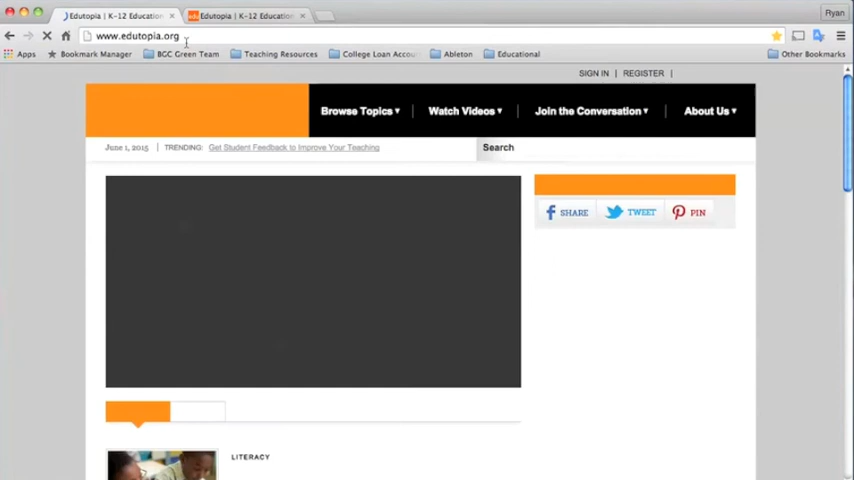 Edutopia | K-12 Education
Edutopia | K-12 Education
Ryan
www.edutopia.org
Apps
Bookmark Manager
BGC Green Team
Teaching Resources
College Loan Accou
Ableton
Educational
Other Bookmarks
SIGN IN | REGISTER |
Browse Topics ▾ | Watch Videos ▾ | Join the Conversation ▾ | About Us ▾
June 1, 2015 | TRENDING: Get Student Feedback to Improve Your Teaching
Search
SHARE
TWEET
PIN
LITERACY